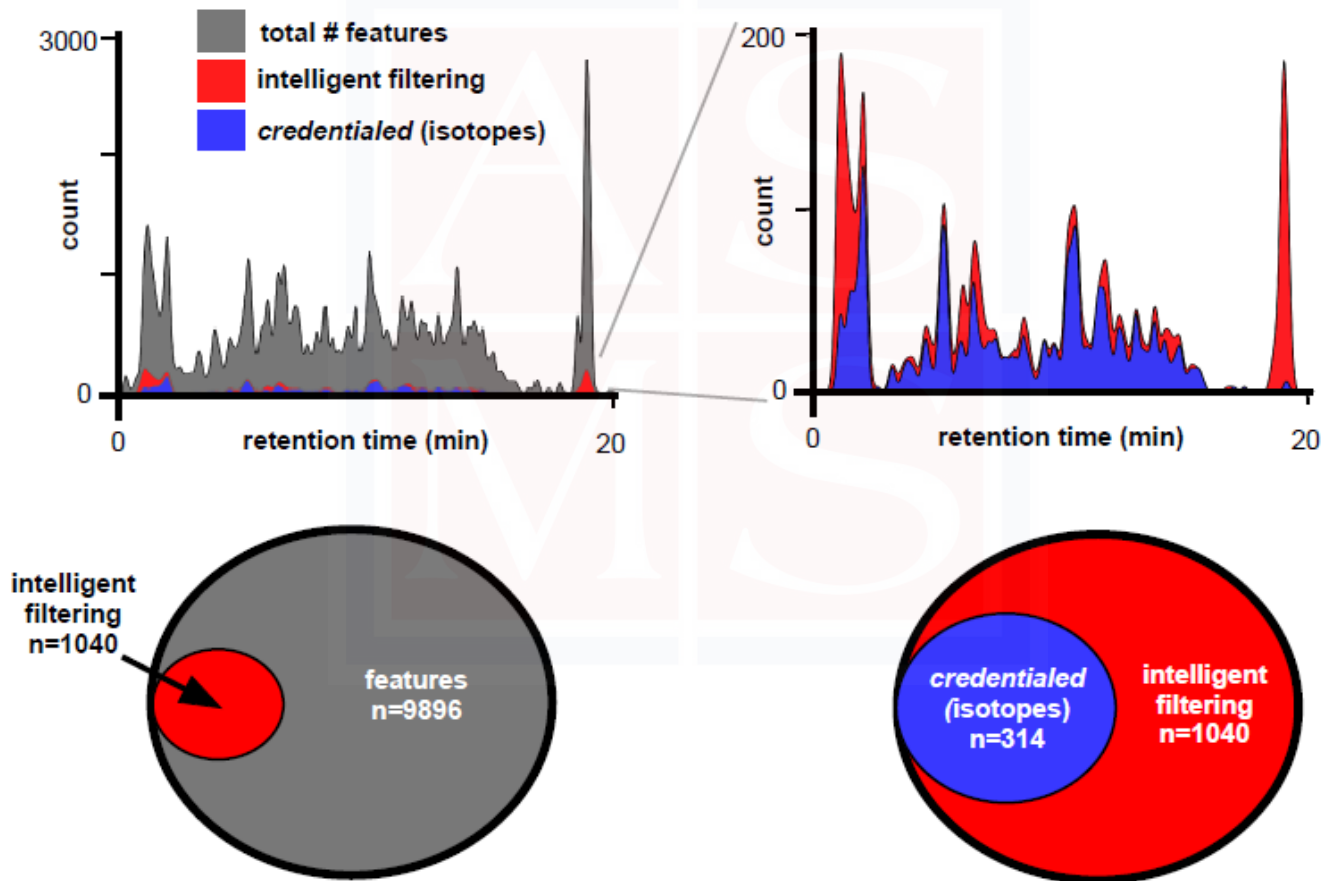 3000
total # features
intelligent filtering
credentialed (isotopes)
count
0
0
retention time (min)
20
200
count
0
0
retention time (min)
20
A S
M S
intelligent
filtering
n=1040
features
n=9896
credentialed
(isotopes)
n=314
intelligent
filtering
n=1040